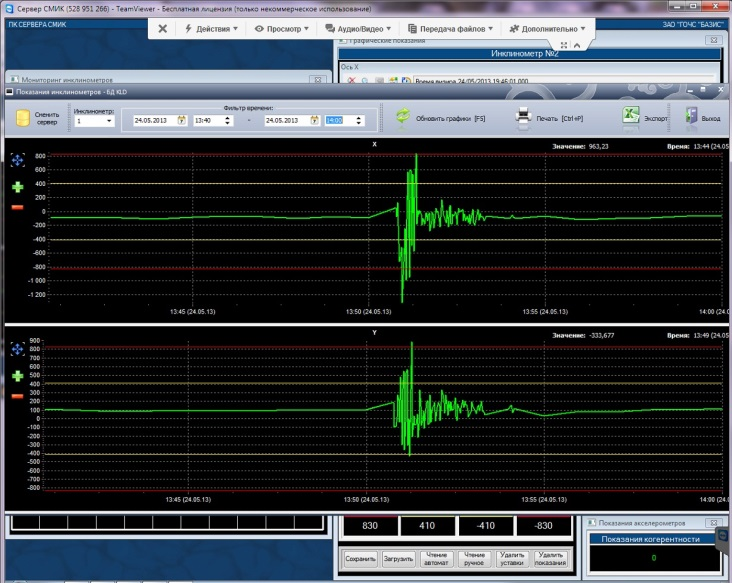 Сервер СМИК (528 951 266) - TeamViewer - Бесплатная лицензия (только некоммерческое использование)
ПК СЕРВЕРА СМИК
Действия Просмотр Аудио/Видео Передача файлов Дополнительно
ЗАО "ТОЧС "БАЗИС"
Графические показания
Инклинометр №2
Ось X
Мониторинг инклинометров
Время визиса 24/05/2013 19:46:01.000
Показания инклинометров - БД KLD
Сменить сервер
Инклинометр:
1
Фильтр времени:
24.05.2013 13:40 - 24.05.2013 14:00
Обновить графики [F5]
Печать [Ctrl+P]
Экспорт
Выход
X
Значение: 963,23
Время: 13:44 (24.05
800
600
400
200
0
-200
-400
-600
-800
-1 000
-1 200
13:45 (24.05.13) 13:50 (24.05.13) 13:55 (24.05.13) 14:00 (24.0
Y
Значение: -333,677
Время: 13:49 (24.05
900
800
700
600
500
400
300
200
100
0
-100
-200
-300
-400
-500
-600
-700
-800
13:45 (24.05.13) 13:50 (24.05.13) 13:55 (24.05.13) 14:00 (24.0
830 410 -410 -830
Показания акселерометров
Показания когерентности
0
Сохранить
Загрузить
Чтение автомат
Чтение ручное
Удалить уставки
Удалить показания